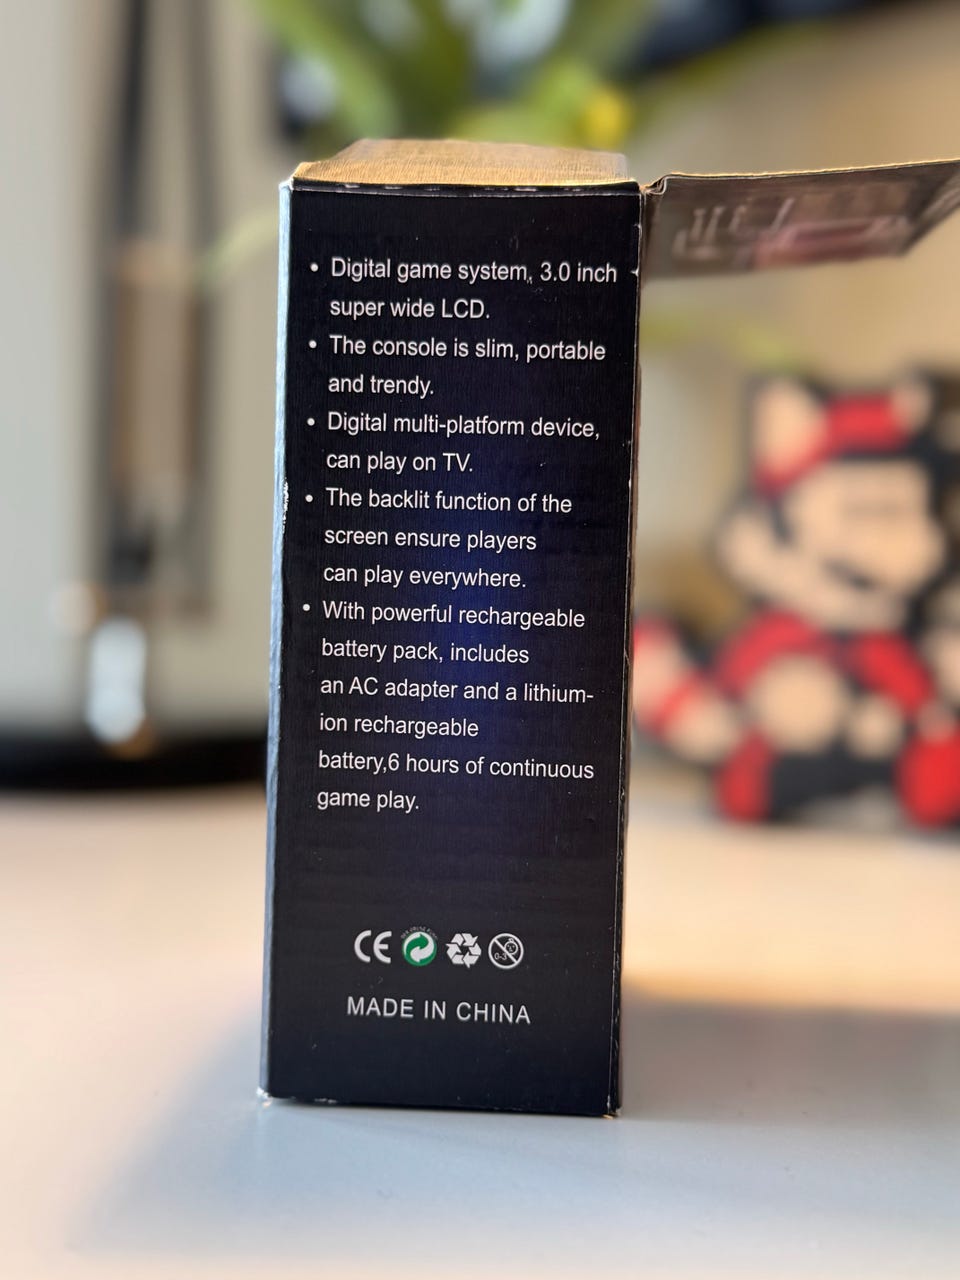 • Digital game system, 3.0 inch
super wide LCD.
• The console is slim, portable
and trendy.
• Digital multi-platform device,
can play on TV.
• The backlit function of the
screen ensure players
can play everywhere.
• With powerful rechargeable
battery pack, includes
an AC adapter and a lithium-
ion rechargeable
battery,6 hours of continuous
game play.
CE 0-3
MADE IN CHINA